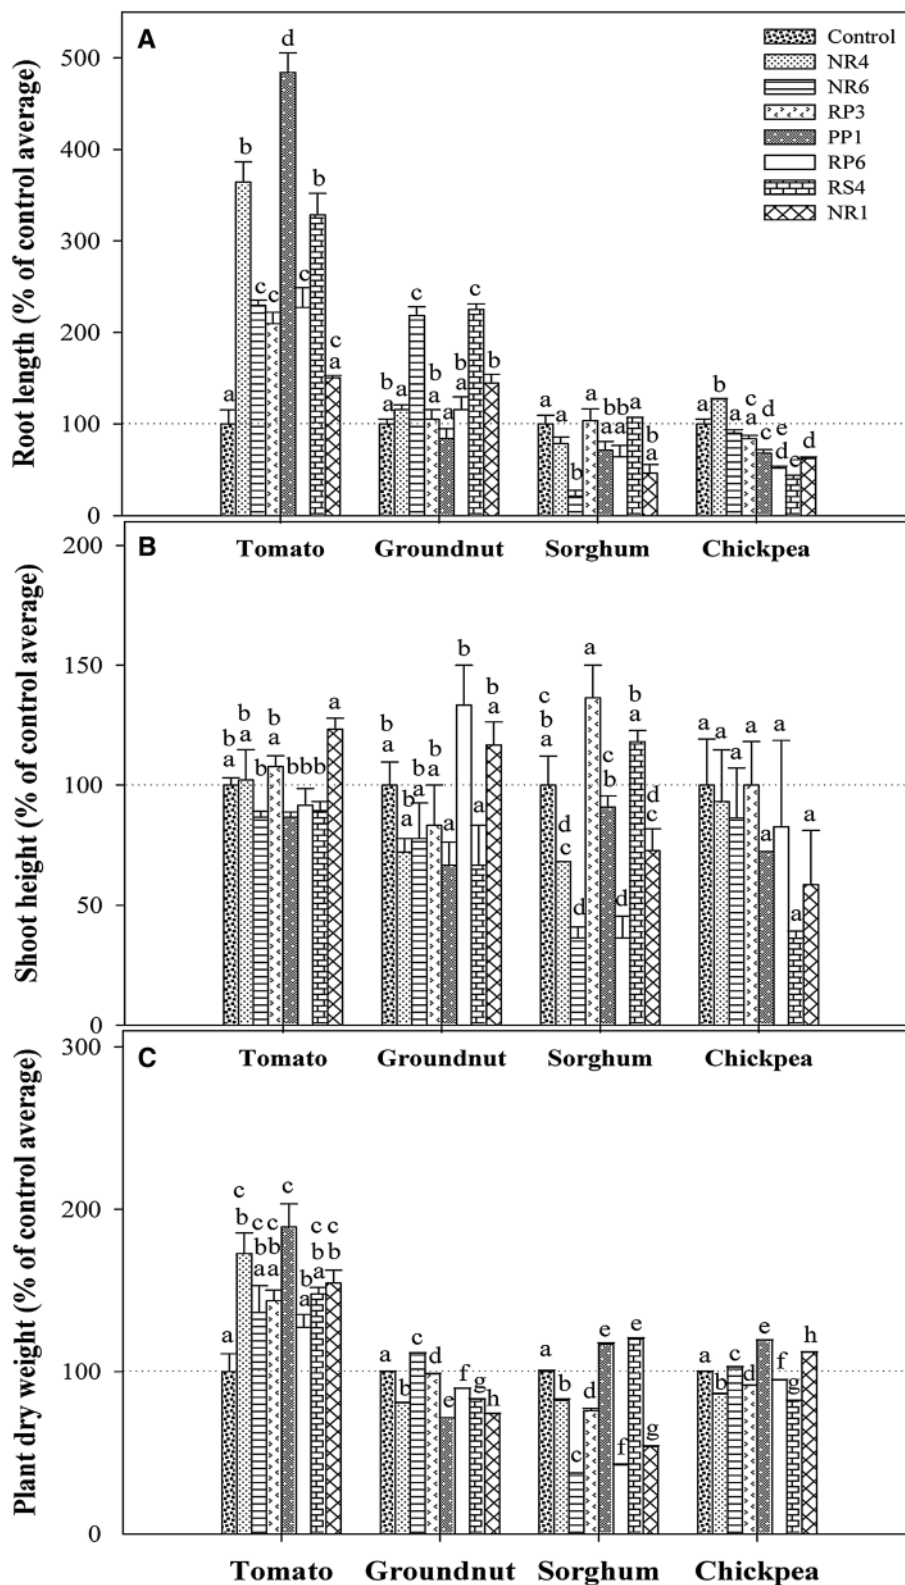 A
Control
NR4
NR6
RP3
PP1
RP6
RS4
NR1
Root length (% of control average)
500
400
300
200
100
0
a b c c d c b c a
b a a c b a a b a c b
a a b a b a b a a b a
a b a c a d c e d e d
Tomato Groundnut Sorghum Chickpea
B
Shoot height (% of control average)
200
150
100
50
0
b a b a b b a b b b a
b a b a b a b a a b a b a
c b a d c d a c b d b a d c
a a a a a a a a
Tomato Groundnut Sorghum Chickpea
C
Plant dry weight (% of control average)
300
200
100
0
a c b c b a c b a c b a c b a c b
a b c d e f g h
a b c d e f e g
a b c d e f g h
Tomato Groundnut Sorghum Chickpea